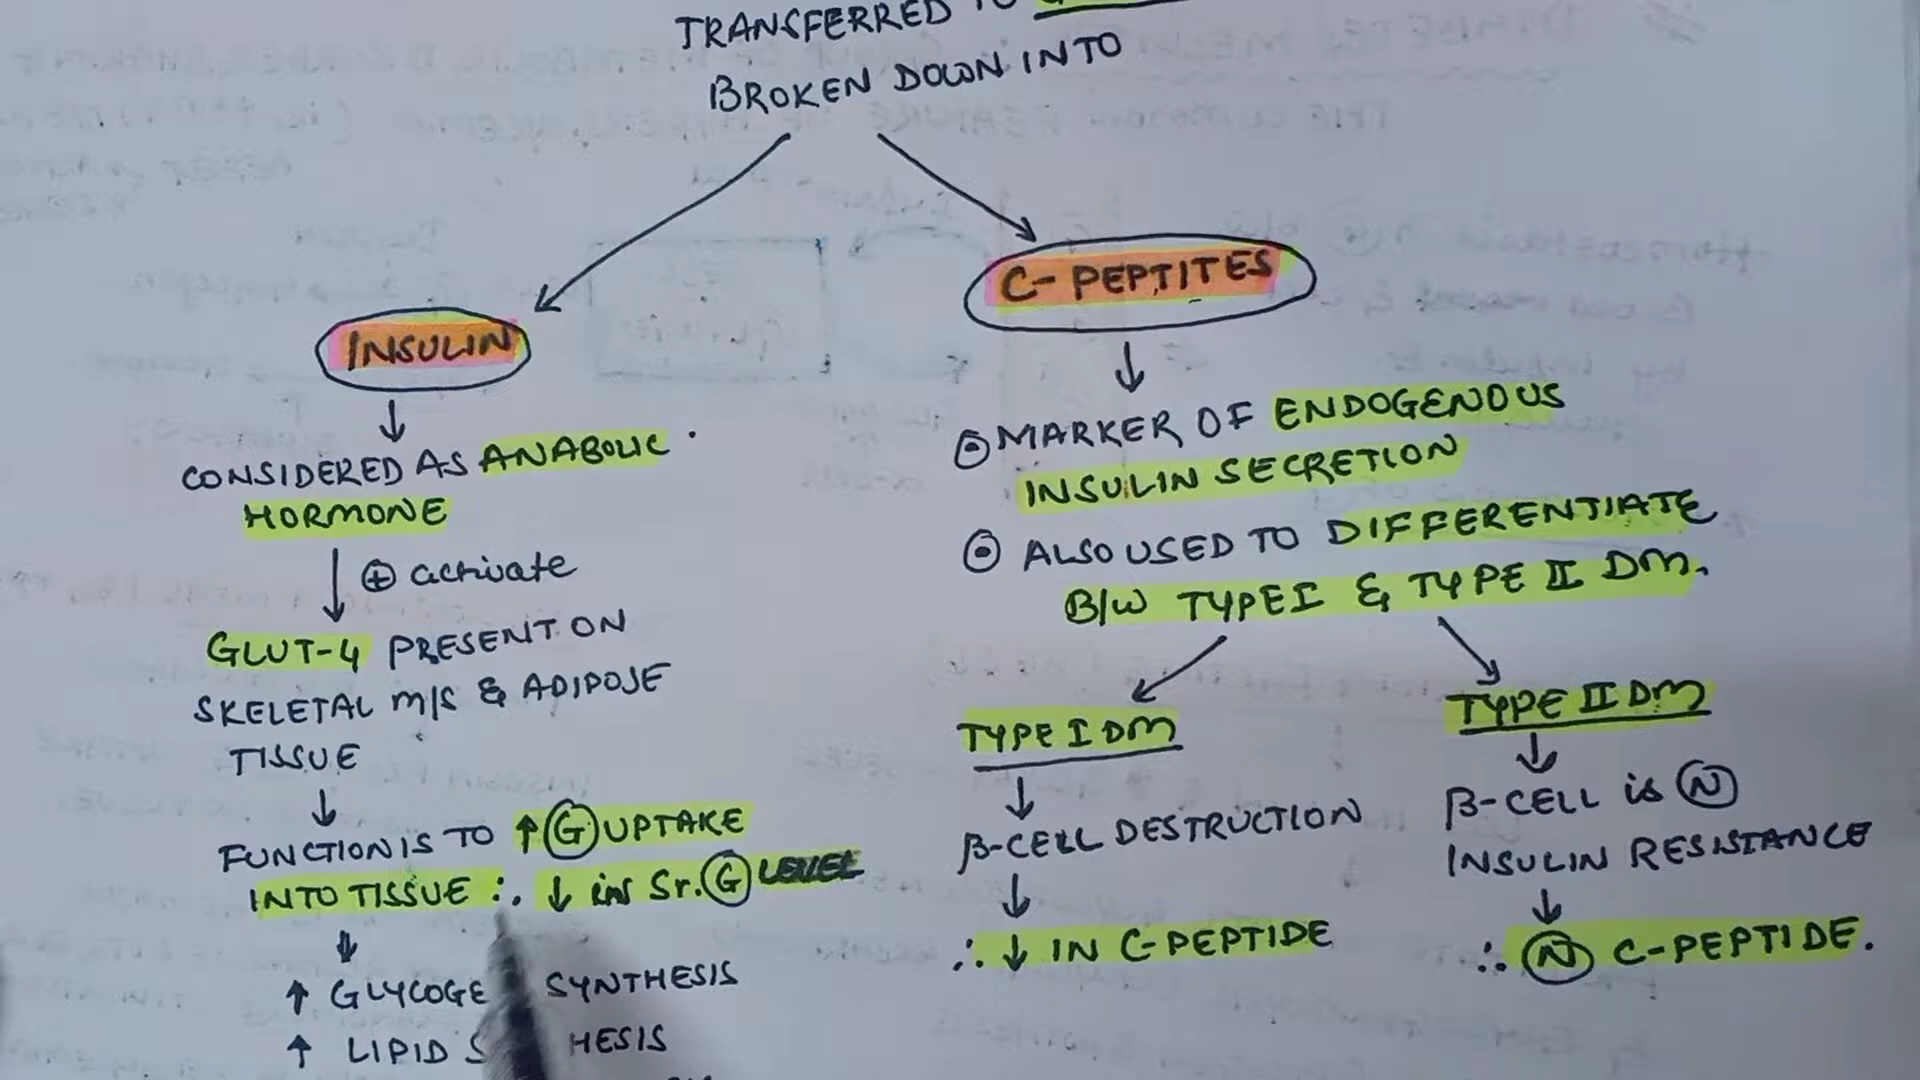 TRANSFERRED TO
BROKEN DOWN INTO
INSULIN
CONSIDERED AS ANABOLIC
HORMONE
⊕ activate
GLUT-4 PRESENT ON
SKELETAL m/s & ADIPOSE
TISSUE
FUNCTION IS TO ↑ G UPTAKE
INTO TISSUE ∴ ↓ in Sr. G LEVEL
↑ GLYCOGE SYNTHESIS
↑ LIPID S HESIS
C-PEPTITES
⊙ MARKER OF ENDOGENOUS
INSULIN SECRETION
⊙ ALSO USED TO DIFFERENTIATE
B/W TYPE I & TYPE II DM.
TYPE I DM
β-CELL DESTRUCTION
∴ ↓ IN C-PEPTIDE
TYPE II DM
β-CELL is N
INSULIN RESISTANCE
∴ N C-PEPTIDE.